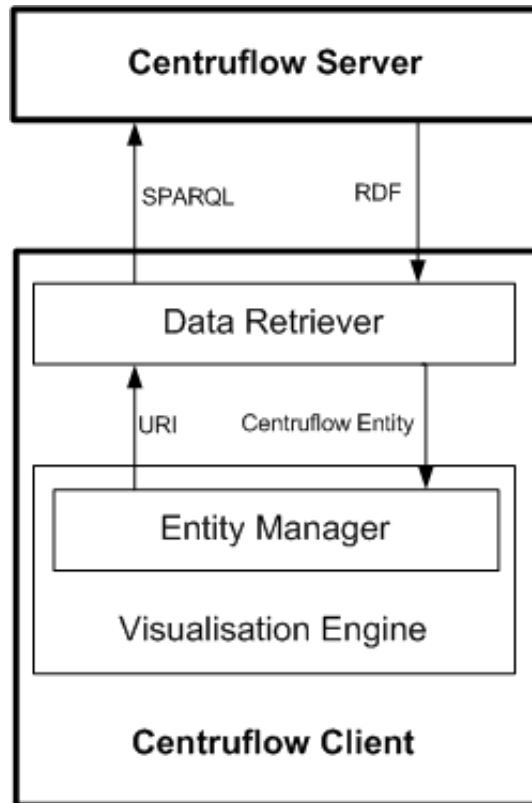 Centruflow Server
SPARQL
RDF
Data Retriever
URI
Centruflow Entity
Entity Manager
Visualisation Engine
Centruflow Client